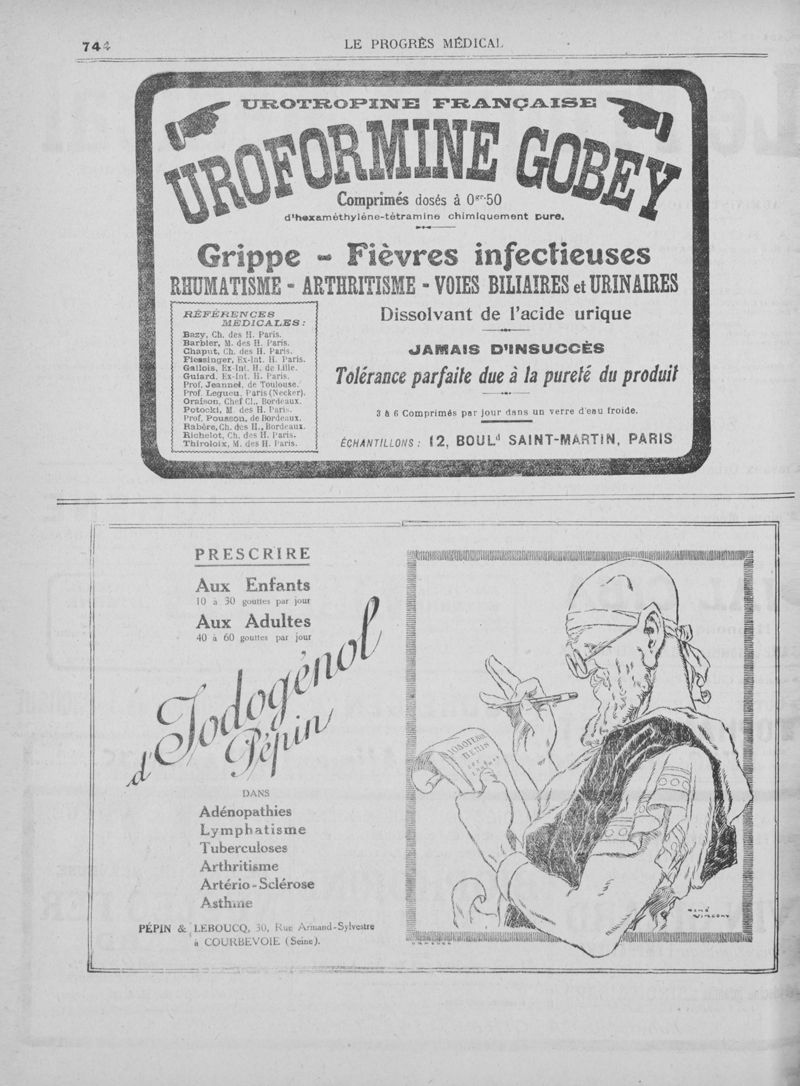 744
LE PROGRÈS MÉDICAL
UROTROPINE FRANÇAISE
UROFORMINE GOBEY
Comprimés dosés à 0gr.50
d'hexaméthylène-tétramine chimiquement pure.
Grippe - Fièvres infectieuses
RHUMATISME - ARTHRITISME - VOIES BILIAIRES et URINAIRES
RÉFÉRENCES
MÉDICALES :
Bazy, Ch. des H. Paris.
Barbier, M. des H. Paris.
Chaput, Ch. des H. Paris.
Flessinger, Ex-Int. H. Paris.
Gallois, Ex-Int. H. de Lille.
Guiard, Ex-Int. H. Paris.
Prof. Jeannel, de Toulouse.
Prof. Legueu, Paris (Necker).
Oraison, Chef Cl., Bordeaux.
Potocki, M. des H. Paris.
Prof. Pousson, de Bordeaux.
Rabère, Ch. des H., Bordeaux.
Richelot, Ch. des H. Paris.
Thiroloix, M. des H. Paris.
Dissolvant de l'acide urique
JAMAIS D'INSUCCÈS
Tolérance parfaite due à la pureté du produit
3 à 6 Comprimés par jour dans un verre d'eau froide.
ÉCHANTILLONS : 12, BOULd SAINT-MARTIN, PARIS
PRESCRIRE
Aux Enfants
10 à 30 gouttes par jour
Aux Adultes
40 à 60 gouttes par jour
d'Iodogénol
Pépin
DANS
Adénopathies
Lymphatisme
Tuberculoses
Arthritisme
Artério-Sclérose
Asthme
PÉPIN & LEBOUCQ, 30, Rue Armand-Sylvestre
à COURBEVOIE (Seine).
PÉPIN
RENÉ
VINCENT